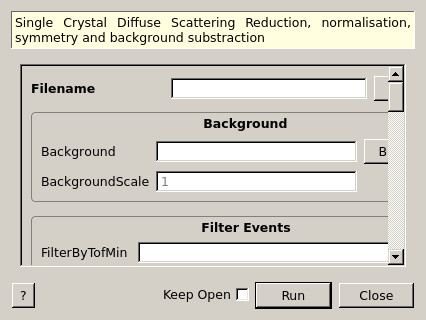 Single Crystal Diffuse Scattering Reduction, normalisation,
symmetry and background substraction
Filename
Background
Background
B
BackgroundScale 1
Filter Events
FilterByTofMin
? Keep Open Run Close